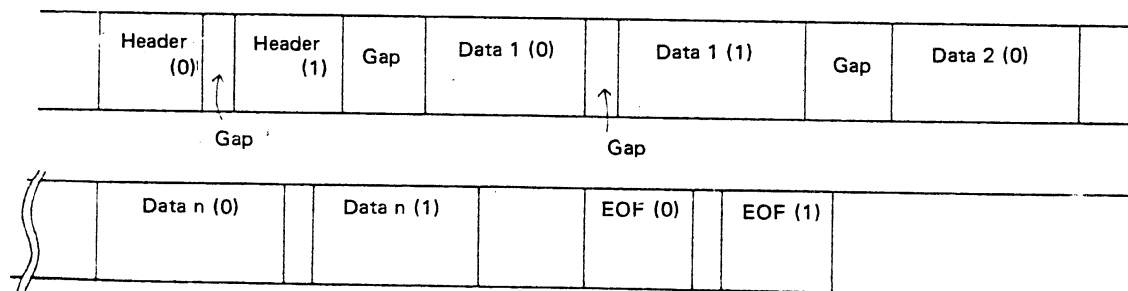 Header (0)
Header (1)
Gap
Data 1 (0)
Data 1 (1)
Gap
Data 2 (0)
Gap
Gap
Data n (0)
Data n (1)
EOF (0)
EOF (1)